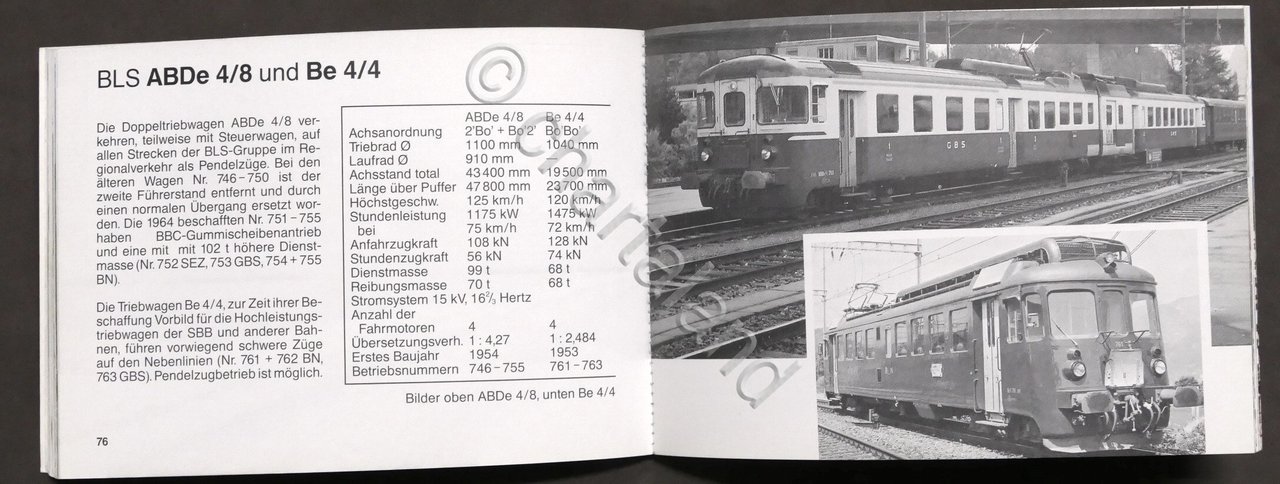 BLS ABDe 4/8 und Be 4/4
Die Doppeltriebwagen ABDe 4/8 ver-
kehren, teilweise mit Steuerwagen, auf
allen Strecken der BLS-Gruppe im Re-
gionalverkehr als Pendelzüge. Bei den
älteren Wagen Nr. 746–750 ist der
zweite Führerstand entfernt und durch
einen normalen Übergang ersetzt wor-
den. Die 1964 beschafften Nr. 751–755
haben BBC-Gummischeibenantrieb
und eine mit mit 102 t höhere Dienst-
masse (Nr. 752 SEZ, 753 GBS, 754 + 755
BN).
Die Triebwagen Be 4/4, zur Zeit ihrer Be-
schaffung Vorbild für die Hochleistungs-
triebwagen der SBB und anderer Bah-
nen, führen vorwiegend schwere Züge
auf den Nebenlinien (Nr. 761 + 762 BN,
763 GBS). Pendelzugbetrieb ist möglich.
ABDe 4/8 Be 4/4
Achsanordnung 2'Bo' + Bo'2' Bo'Bo'
Triebrad Ø 1100 mm 1040 mm
Laufrad Ø 910 mm
Achsstand total 43 400 mm 19 500 mm
Länge über Puffer 47 800 mm 23 700 mm
Höchstgeschw. 125 km/h 120 km/h
Stundenleistung 1175 kW 1475 kW
bei 75 km/h 72 km/h
Anfahrzugkraft 108 kN 128 kN
Stundenzugkraft 56 kN 74 kN
Dienstmasse 99 t 68 t
Reibungsmasse 70 t 68 t
Stromsystem 15 kV, 16 2/3 Hertz
Anzahl der
Fahrmotoren 4 4
Übersetzungsverh. 1 : 4,27 1 : 2,484
Erstes Baujahr 1954 1953
Betriebsnummern 746–755 761–763
Bilder oben ABDe 4/8, unten Be 4/4
76
GBS
761
© chartaland